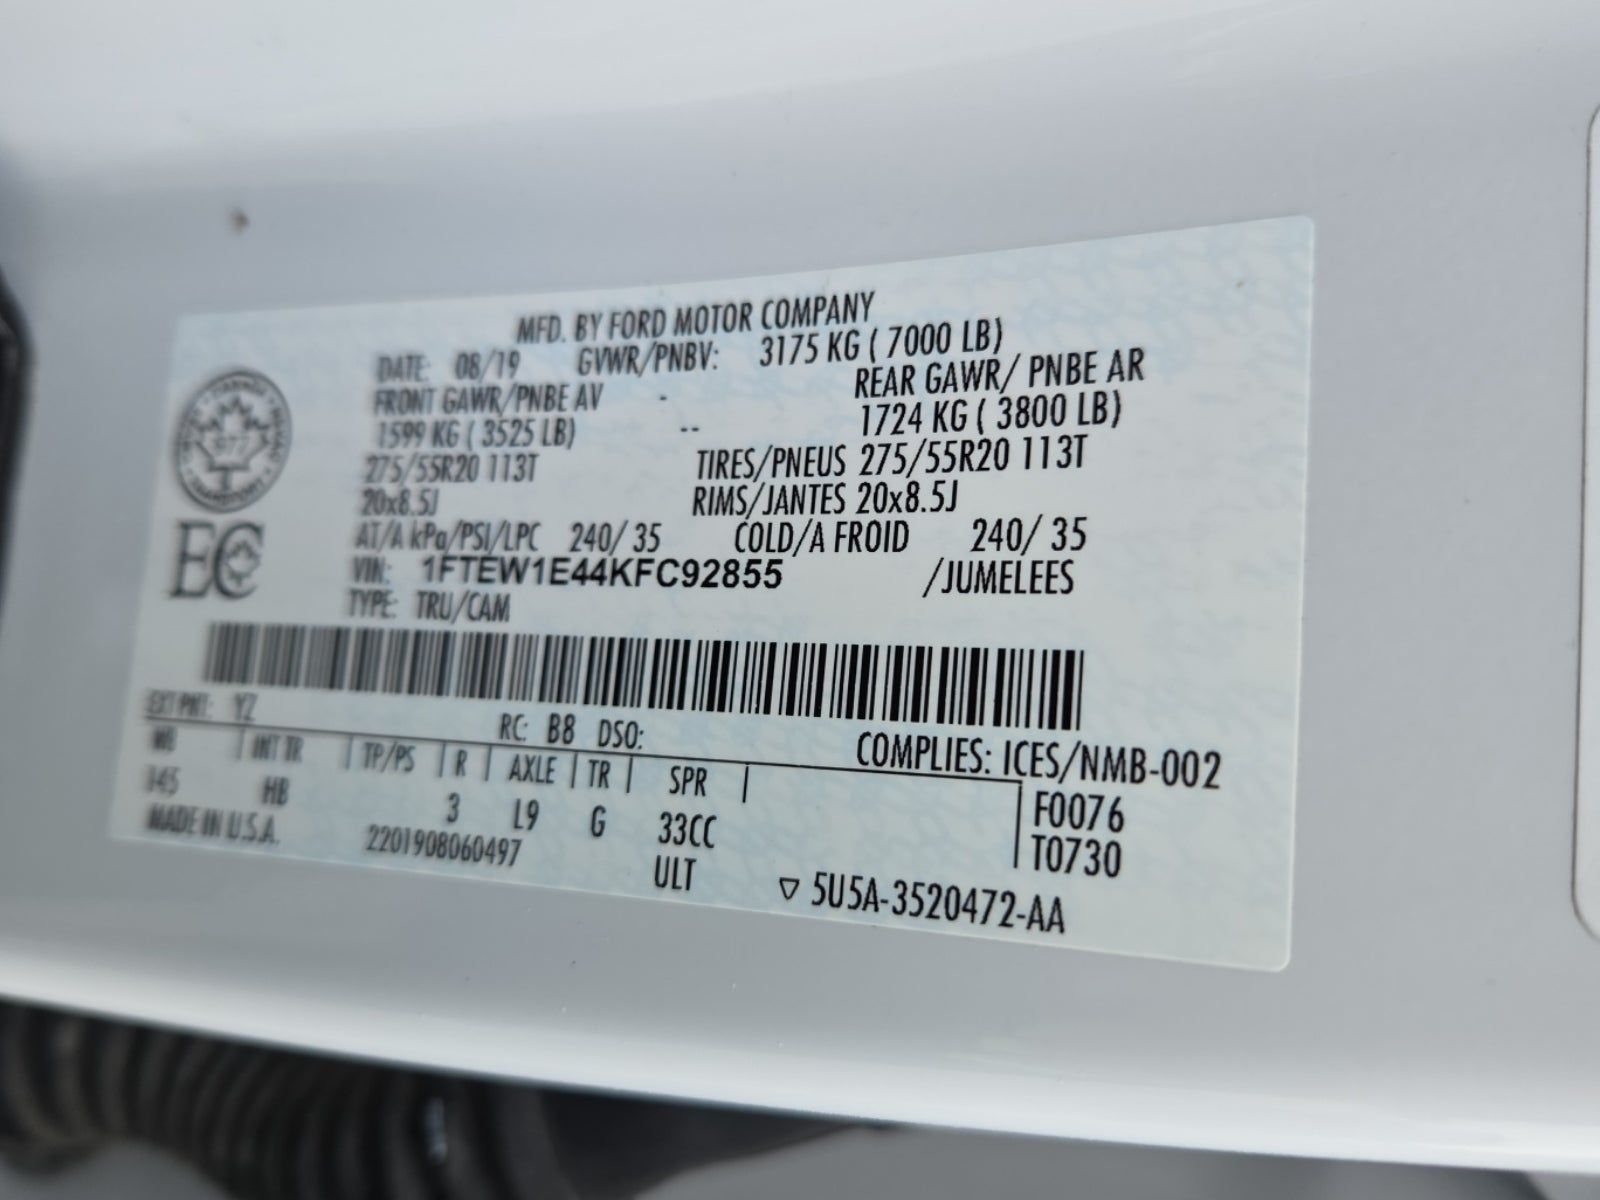 MFD. BY FORD MOTOR COMPANY
DATE: 08/19 GVWR/PNBV: 3175 KG ( 7000 LB)
FRONT GAWR/PNBE AV - REAR GAWR/ PNBE AR
1599 KG ( 3525 LB) -- 1724 KG ( 3800 LB)
275/55R20 113T TIRES/PNEUS 275/55R20 113T
20x8.5J RIMS/JANTES 20x8.5J
AT/A kPa/PSI/LPC 240/ 35 COLD/A FROID 240/ 35
VIN: 1FTEW1E44KFC92855 /JUMELEES
TYPE: TRU/CAM
CANADA
TRANSPORT
EC
EXT PNT: YZ RC: B8 DSO: COMPLIES: ICES/NMB-002
WB | INT TR | TP/PS | R | AXLE | TR | SPR |
145 HB 3 L9 G 33CC F0076
T0730
MADE IN U.S.A. 2201908060497 ULT ▽ 5U5A-3520472-AA